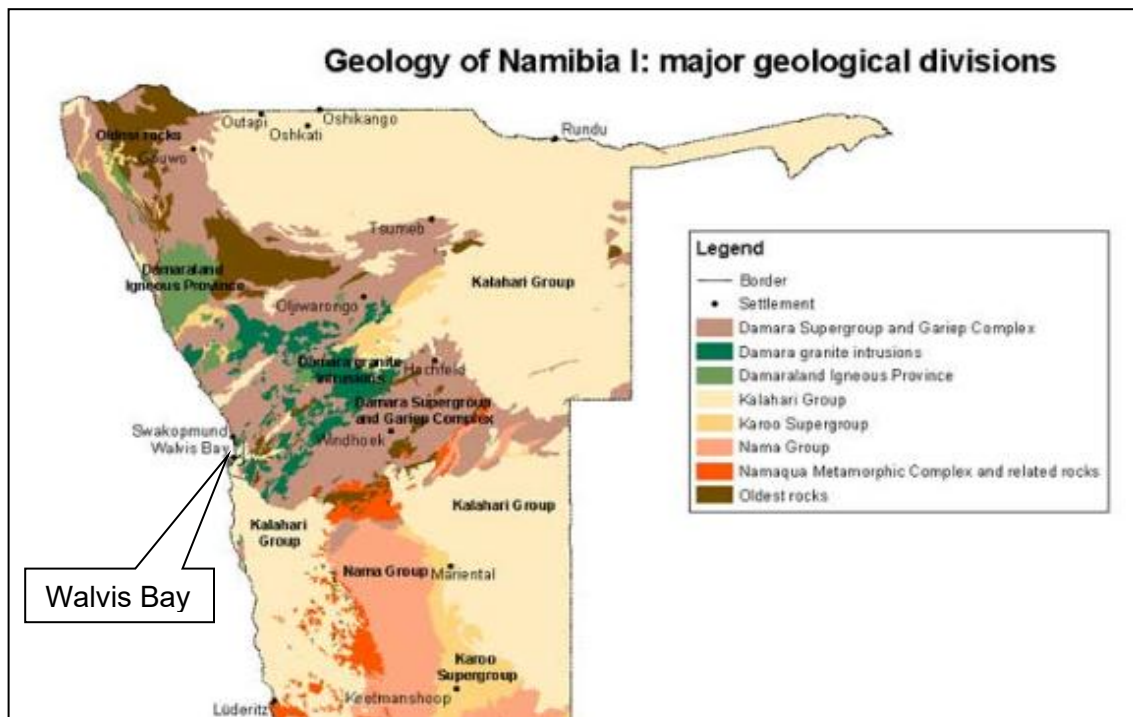 Geology of Namibia I: major geological divisions
Oshikango
Outapi
Oshkati
Rundu
Oldest rocks
Opuwo
Tsumeb
Legend
Border
Settlement
Damara Supergroup and Gariep Complex
Damara granite intrusions
Damaraland Igneous Province
Kalahari Group
Karoo Supergroup
Nama Group
Namaqua Metamorphic Complex and related rocks
Oldest rocks
Damaraland
Igneous Province
Kalahari Group
Otjiwarongo
Damara granite
intrusions
Hochfeld
Damara Supergroup
and Gariep Complex
Swakopmund
Walvis Bay
Windhoek
Kalahari
Group
Kalahari Group
Walvis Bay
Nama Group
Mariental
Karoo
Supergroup
Keetmanshoop
Lüderitz